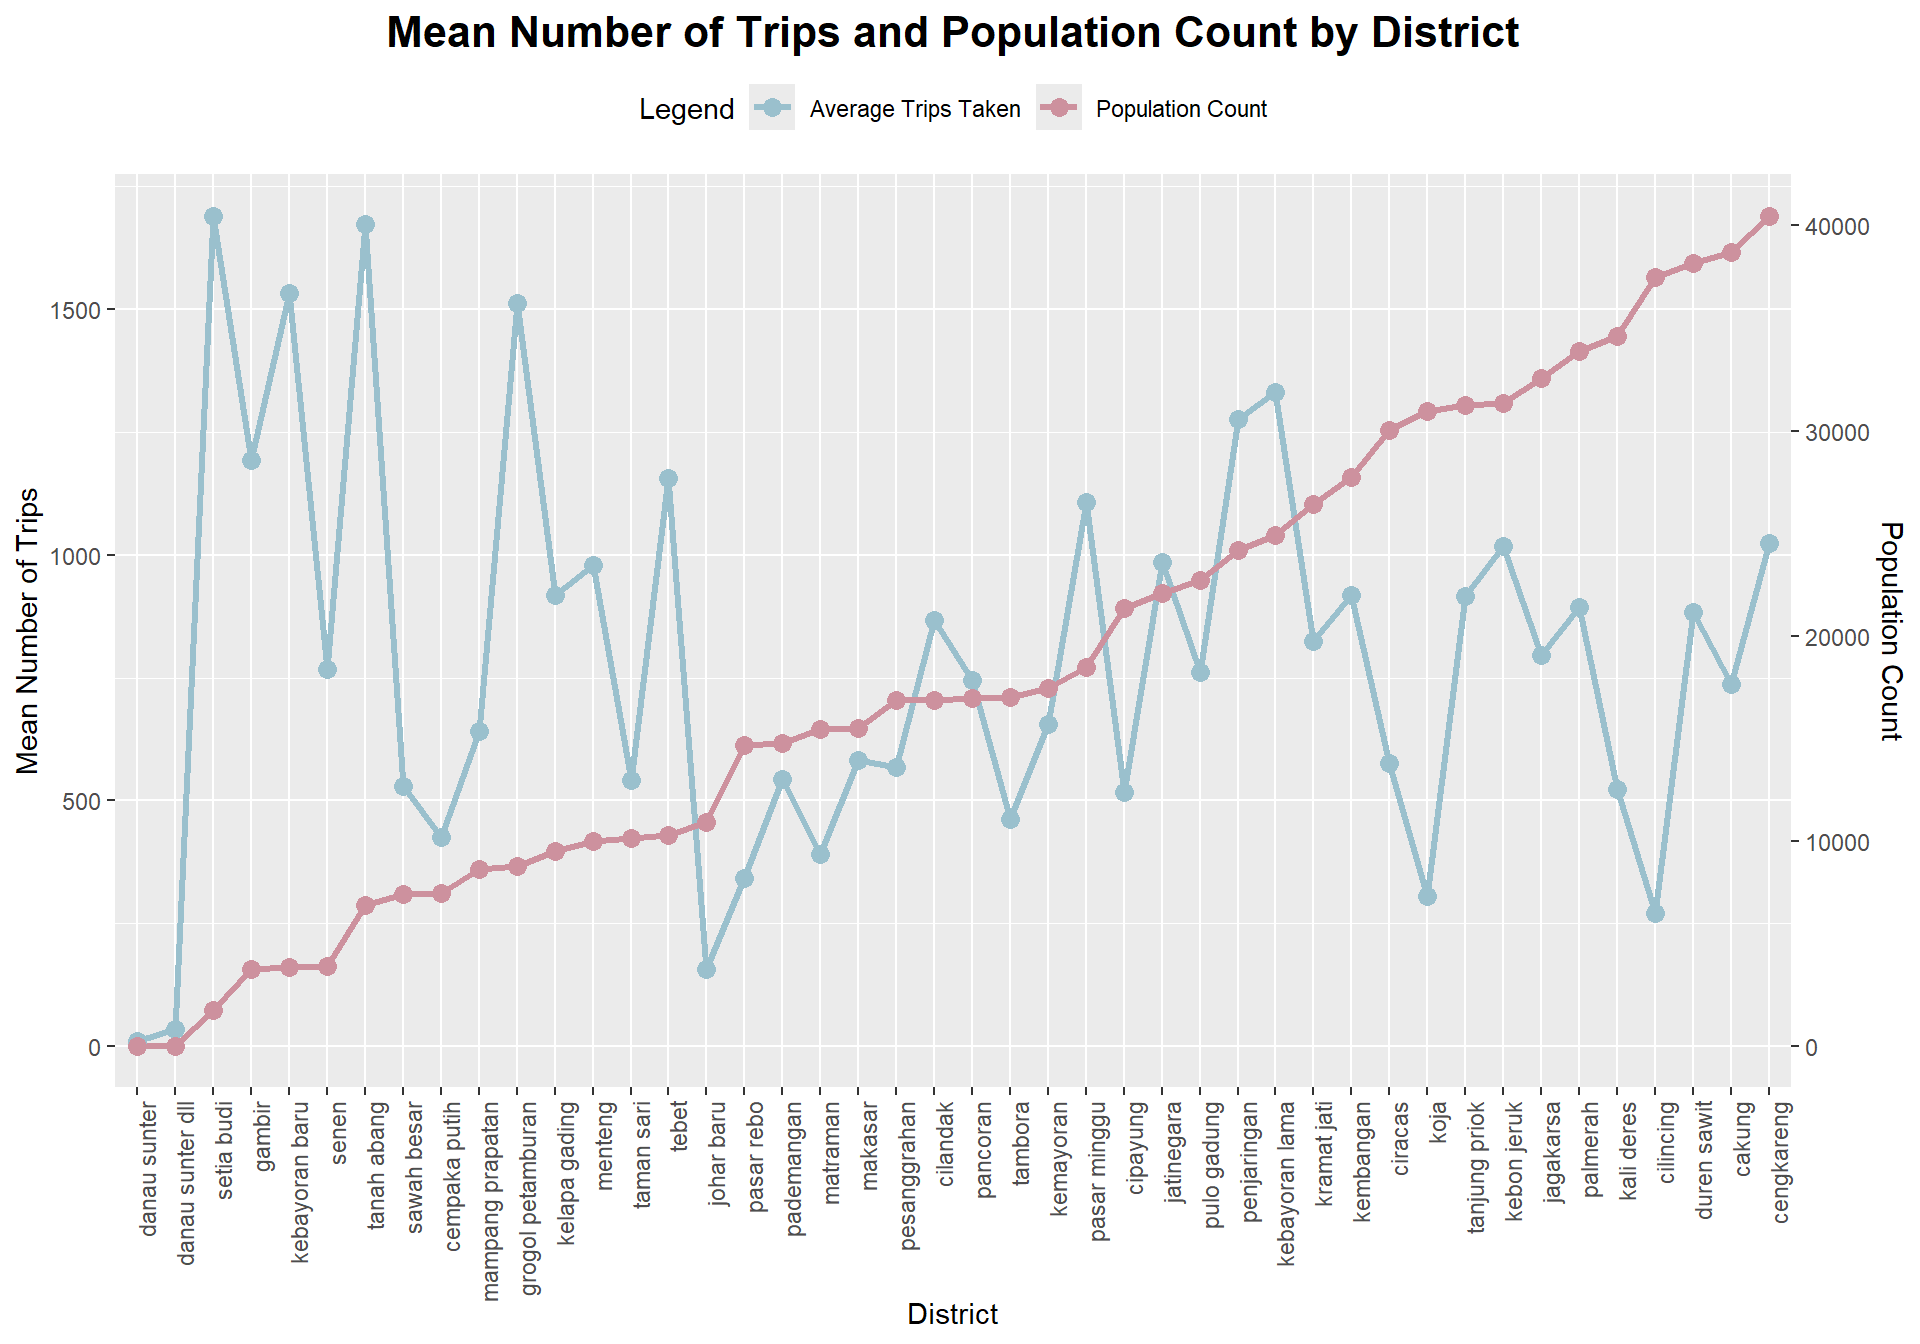 Mean Number of Trips and Population Count by District
Legend
Average Trips Taken
Population Count
Mean Number of Trips
1500
1000
500
0
40000
30000
20000
10000
0
Population Count
danau sunter
danau sunter dll
setia budi
gambir
kebayoran baru
senen
tanah abang
sawah besar
cempaka putih
mampang prapatan
grogol petamburan
kelapa gading
menteng
taman sari
tebet
johar baru
pasar rebo
pademangan
matraman
makasar
pesanggrahan
cilandak
pancoran
tambora
kemayoran
pasar minggu
cipayung
jatinegara
pulo gadung
penjaringan
kebayoran lama
kramat jati
kembangan
ciracas
koja
tanjung priok
kebon jeruk
jagakarsa
palmerah
kali deres
cilincing
duren sawit
cakung
cengkareng
District